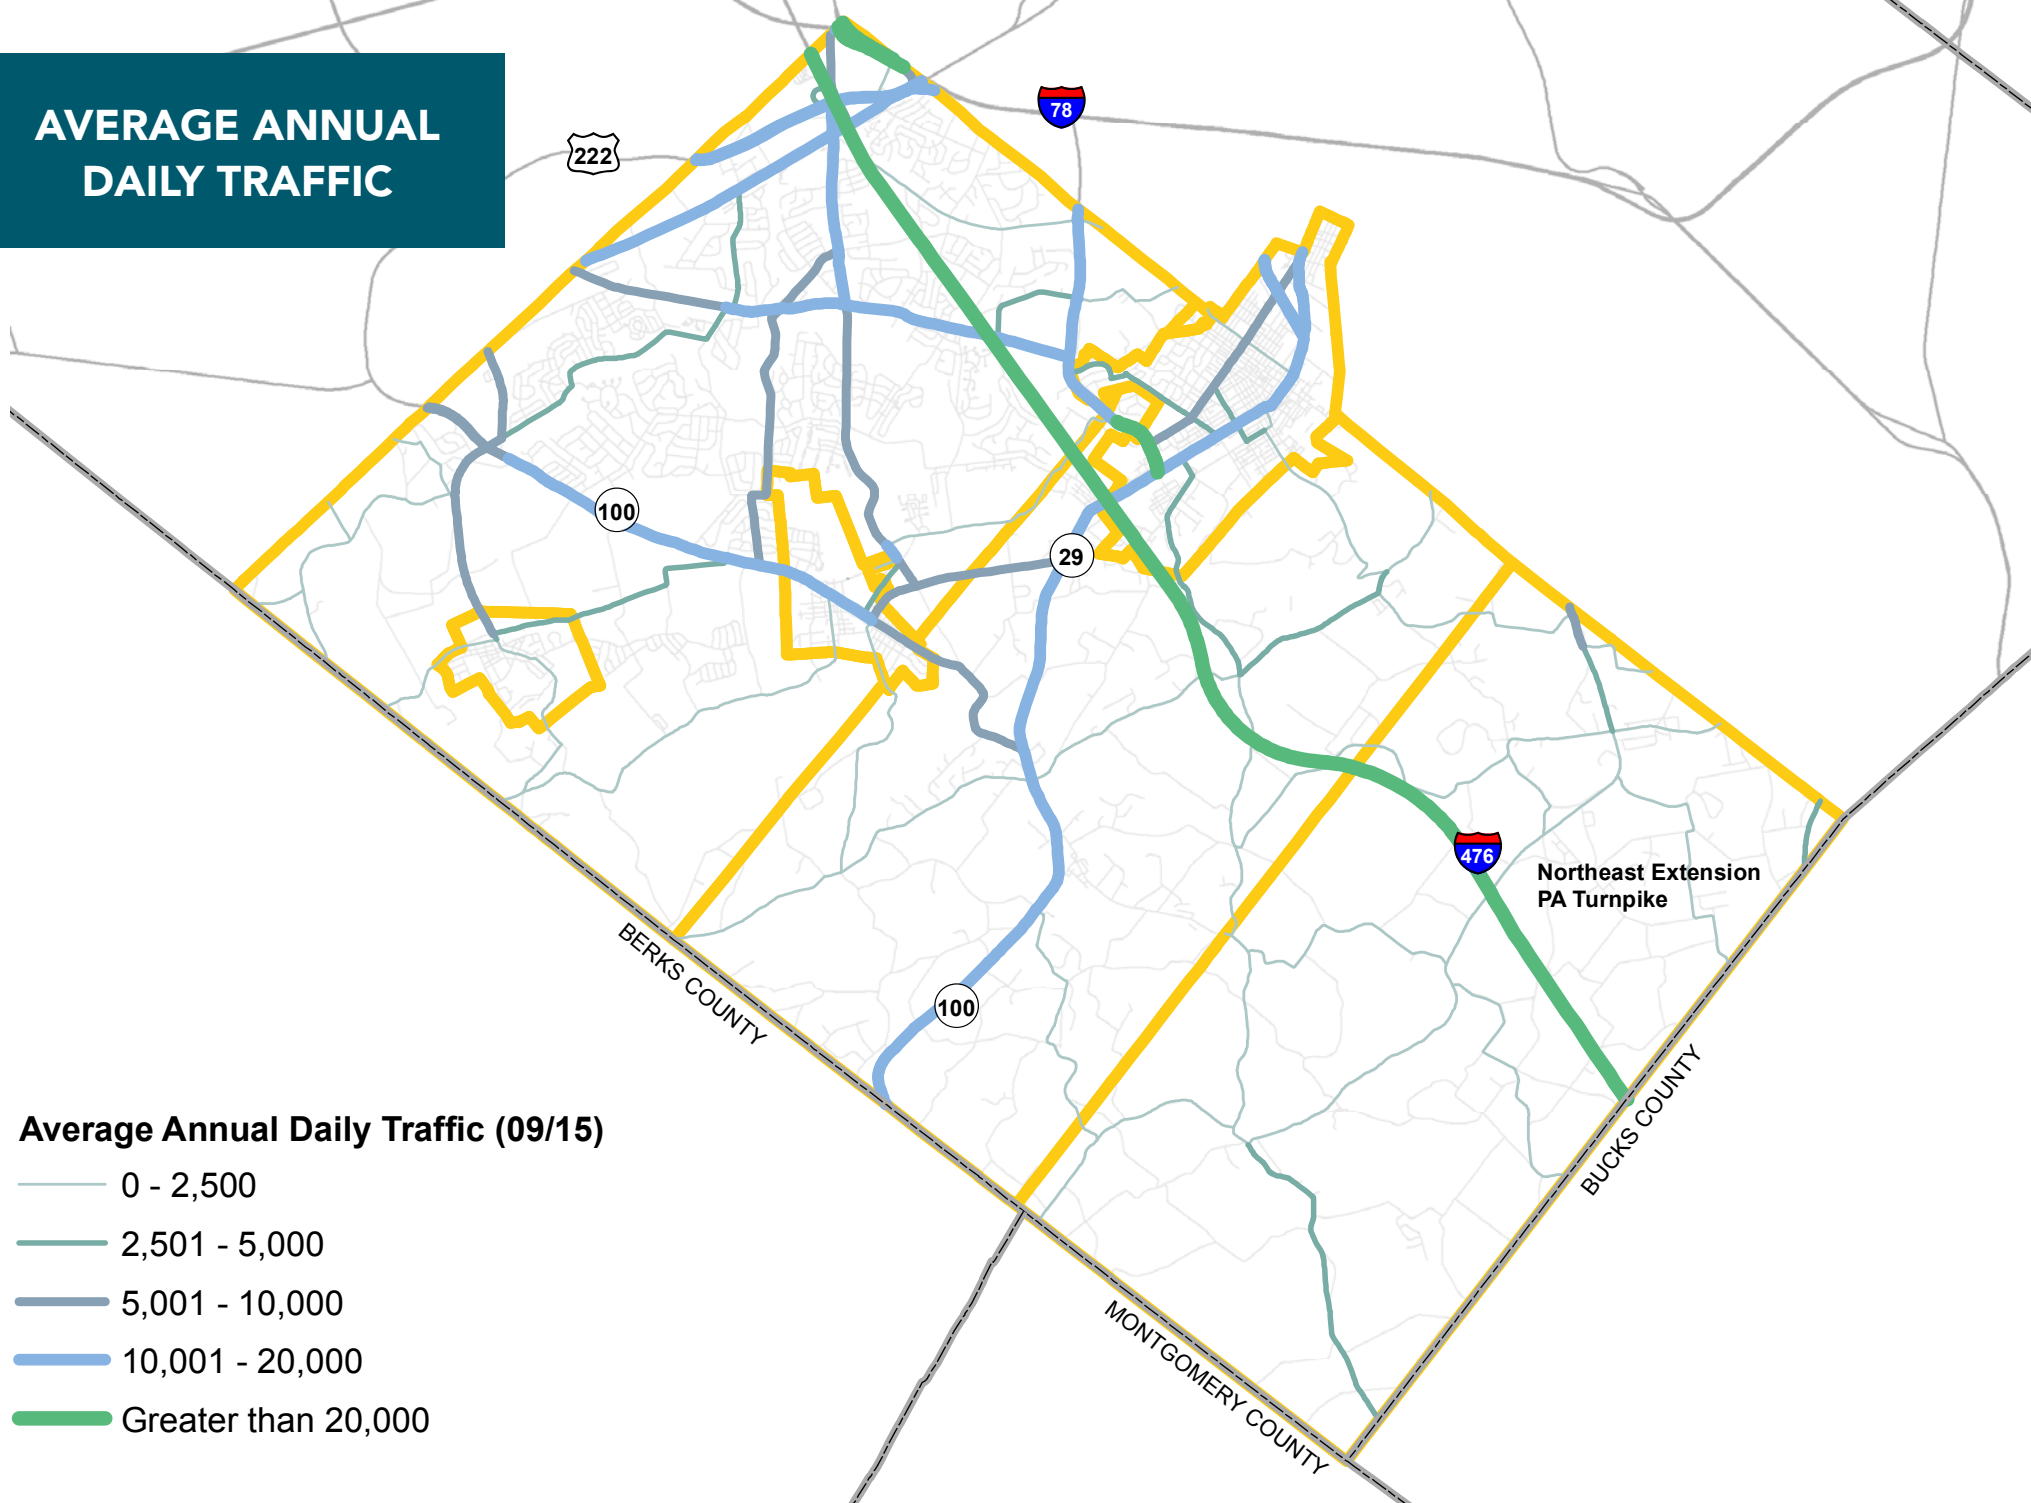 AVERAGE ANNUAL
DAILY TRAFFIC
78
222
100
29
476
Northeast Extension
PA Turnpike
BERKS COUNTY
100
BUCKS COUNTY
MONTGOMERY COUNTY
Average Annual Daily Traffic (09/15)
0 - 2,500
2,501 - 5,000
5,001 - 10,000
10,001 - 20,000
Greater than 20,000